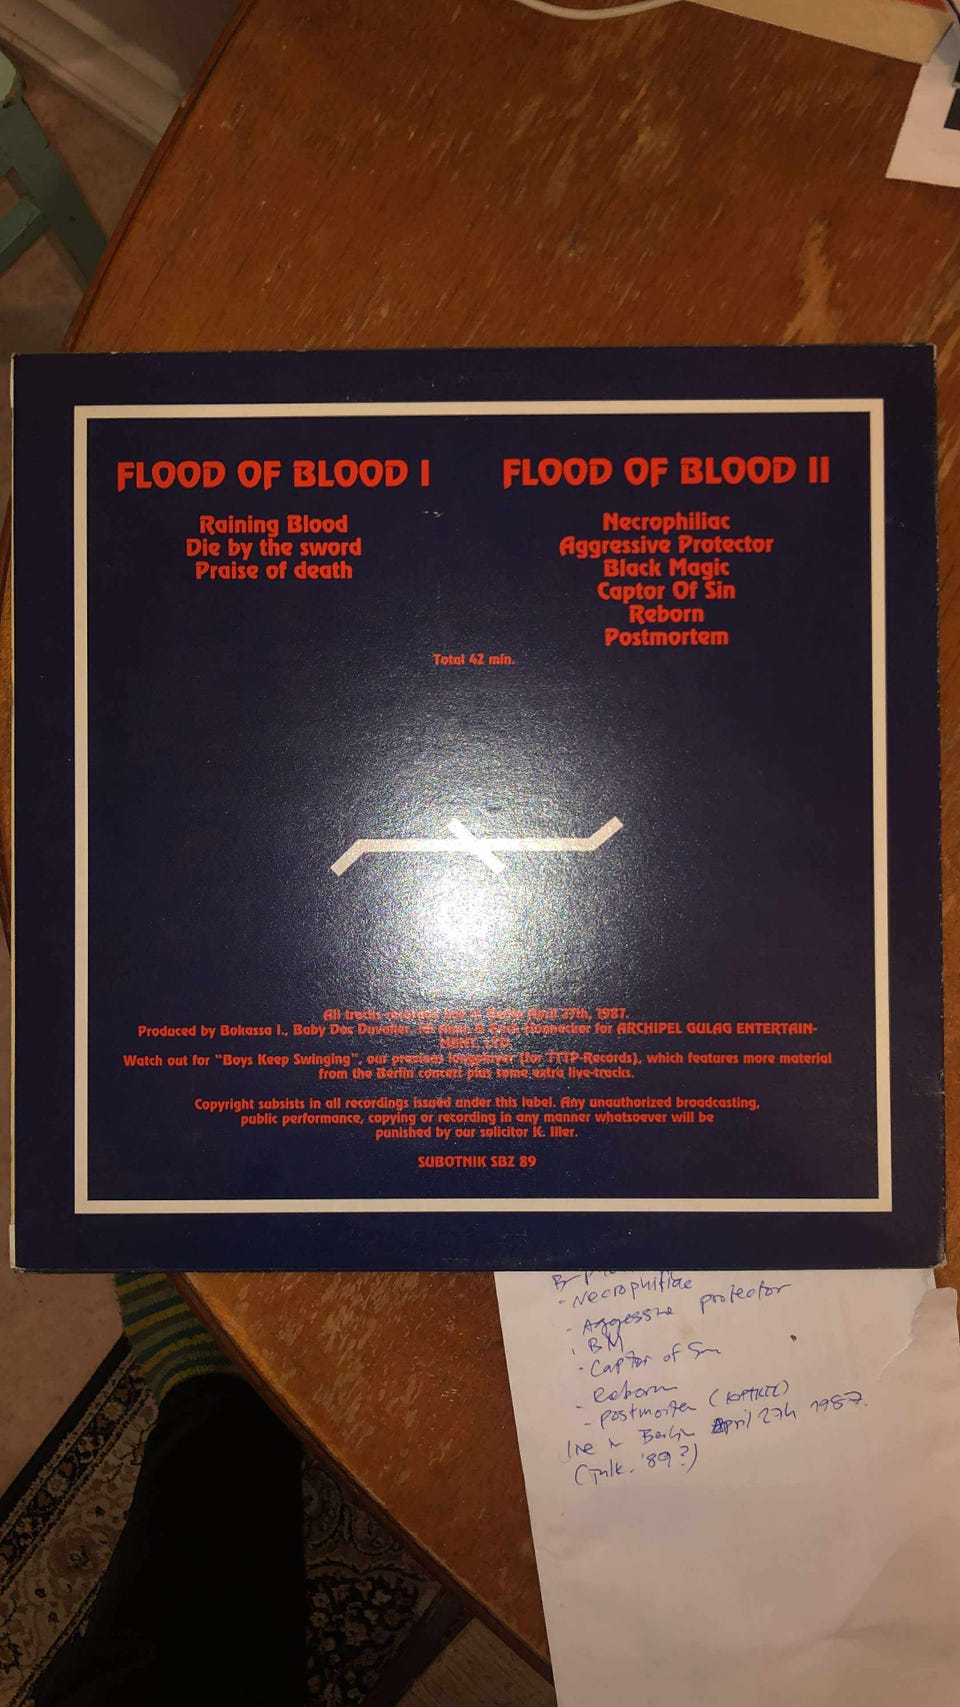 FLOOD OF BLOOD I
Raining Blood
Die by the sword
Praise of death
FLOOD OF BLOOD II
Necrophiliac
Aggressive Protector
Black Magic
Captor Of Sin
Reborn
Postmortem
Total 42 min.
All tracks recorded live in Berlin April 27th, 1987.
Produced by Bokassa I., Baby Doc Duvalier, & Honnecker for ARCHIPEL GULAG ENTERTAIN-
MENT LTD.
Watch out for "Boys Keep Swinging", our previous longplayer (for TTTP-Records), which features more material
from the Berlin concert plus some extra live-tracks.
Copyright subsists in all recordings issued under this label. Any unauthorized broadcasting,
public performance, copying or recording in any manner whatsoever will be
punished by our solicitor K. Iller.
SUBOTNIK SBZ 89
- Necrophiliac
- Aggessive protector
- BM
- Captor of Sin
- Reborn
- postmortem
live in Berlin April 27th 1987.
(julk. '89?)